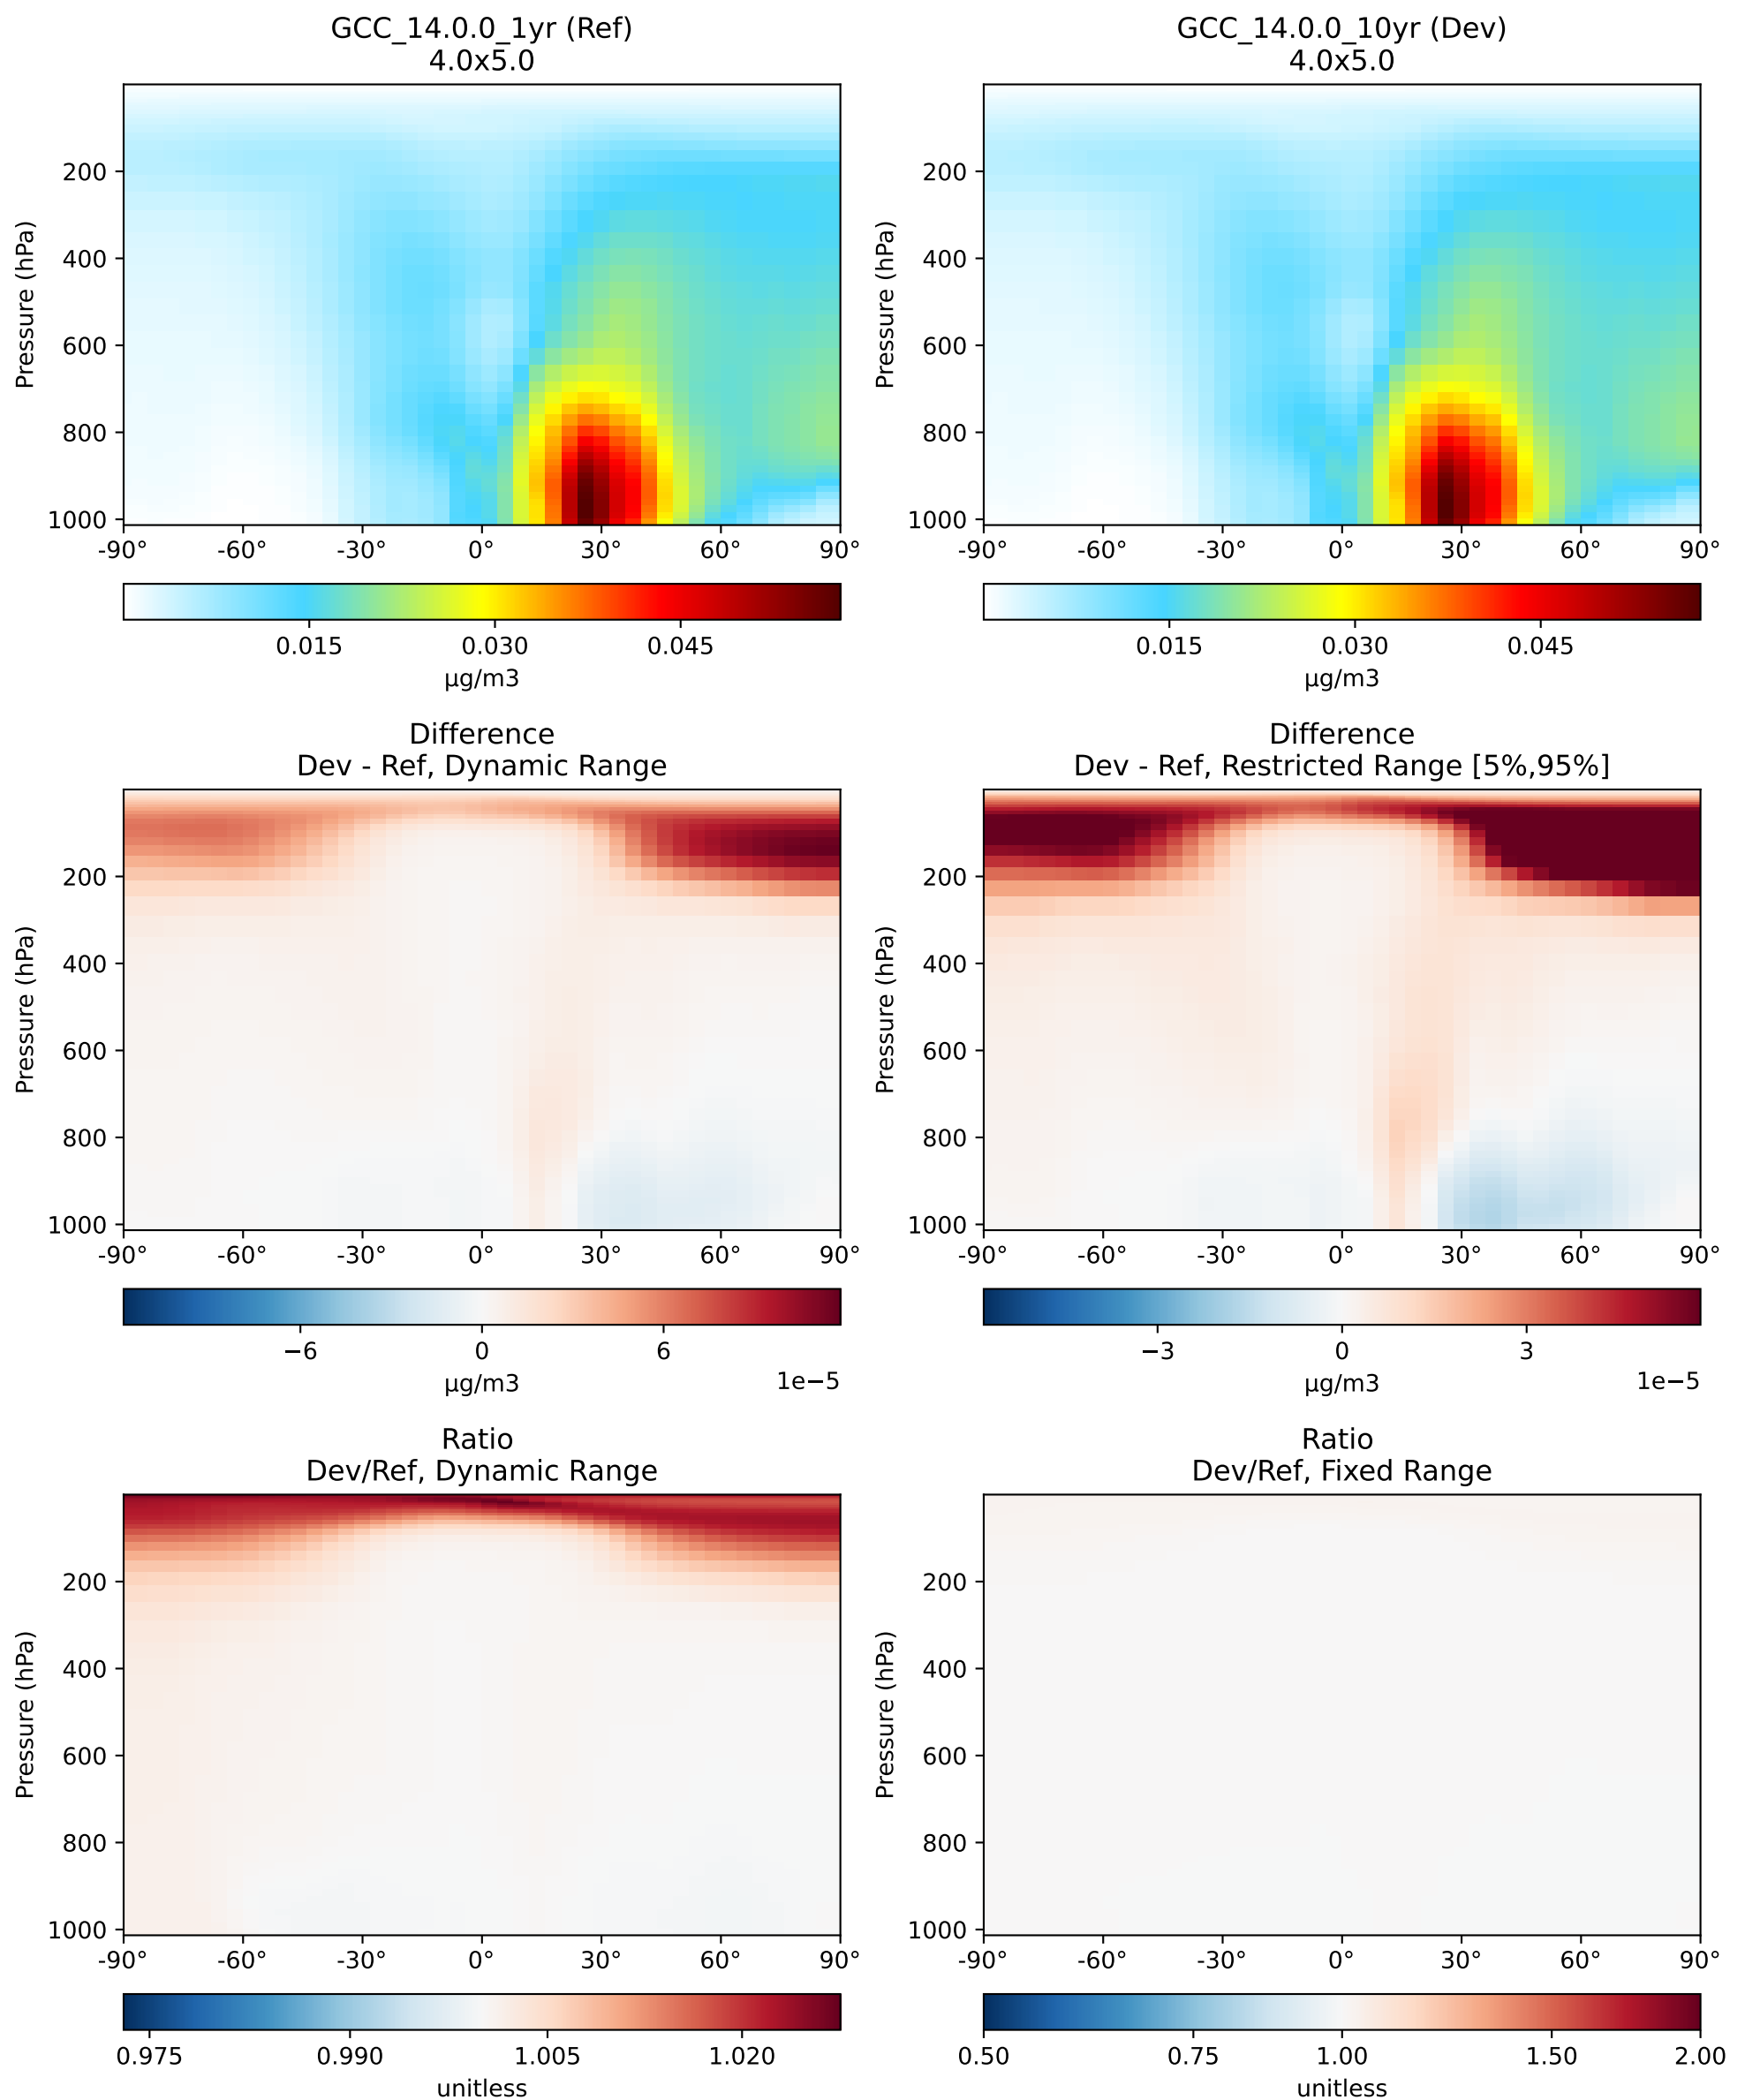 GCC_14.0.0_1yr (Ref)
4.0x5.0
Pressure (hPa)
200
400
600
800
1000
-90° -60° -30° 0° 30° 60° 90°
0.015 0.030 0.045
µg/m3
GCC_14.0.0_10yr (Dev)
4.0x5.0
Pressure (hPa)
200
400
600
800
1000
-90° -60° -30° 0° 30° 60° 90°
0.015 0.030 0.045
µg/m3
Difference
Dev - Ref, Dynamic Range
Pressure (hPa)
200
400
600
800
1000
-90° -60° -30° 0° 30° 60° 90°
−6 0 6
µg/m3 1e−5
Difference
Dev - Ref, Restricted Range [5%,95%]
Pressure (hPa)
200
400
600
800
1000
-90° -60° -30° 0° 30° 60° 90°
−3 0 3
µg/m3 1e−5
Ratio
Dev/Ref, Dynamic Range
Pressure (hPa)
200
400
600
800
1000
-90° -60° -30° 0° 30° 60° 90°
0.975 0.990 1.005 1.020
unitless
Ratio
Dev/Ref, Fixed Range
Pressure (hPa)
200
400
600
800
1000
-90° -60° -30° 0° 30° 60° 90°
0.50 0.75 1.00 1.50 2.00
unitless